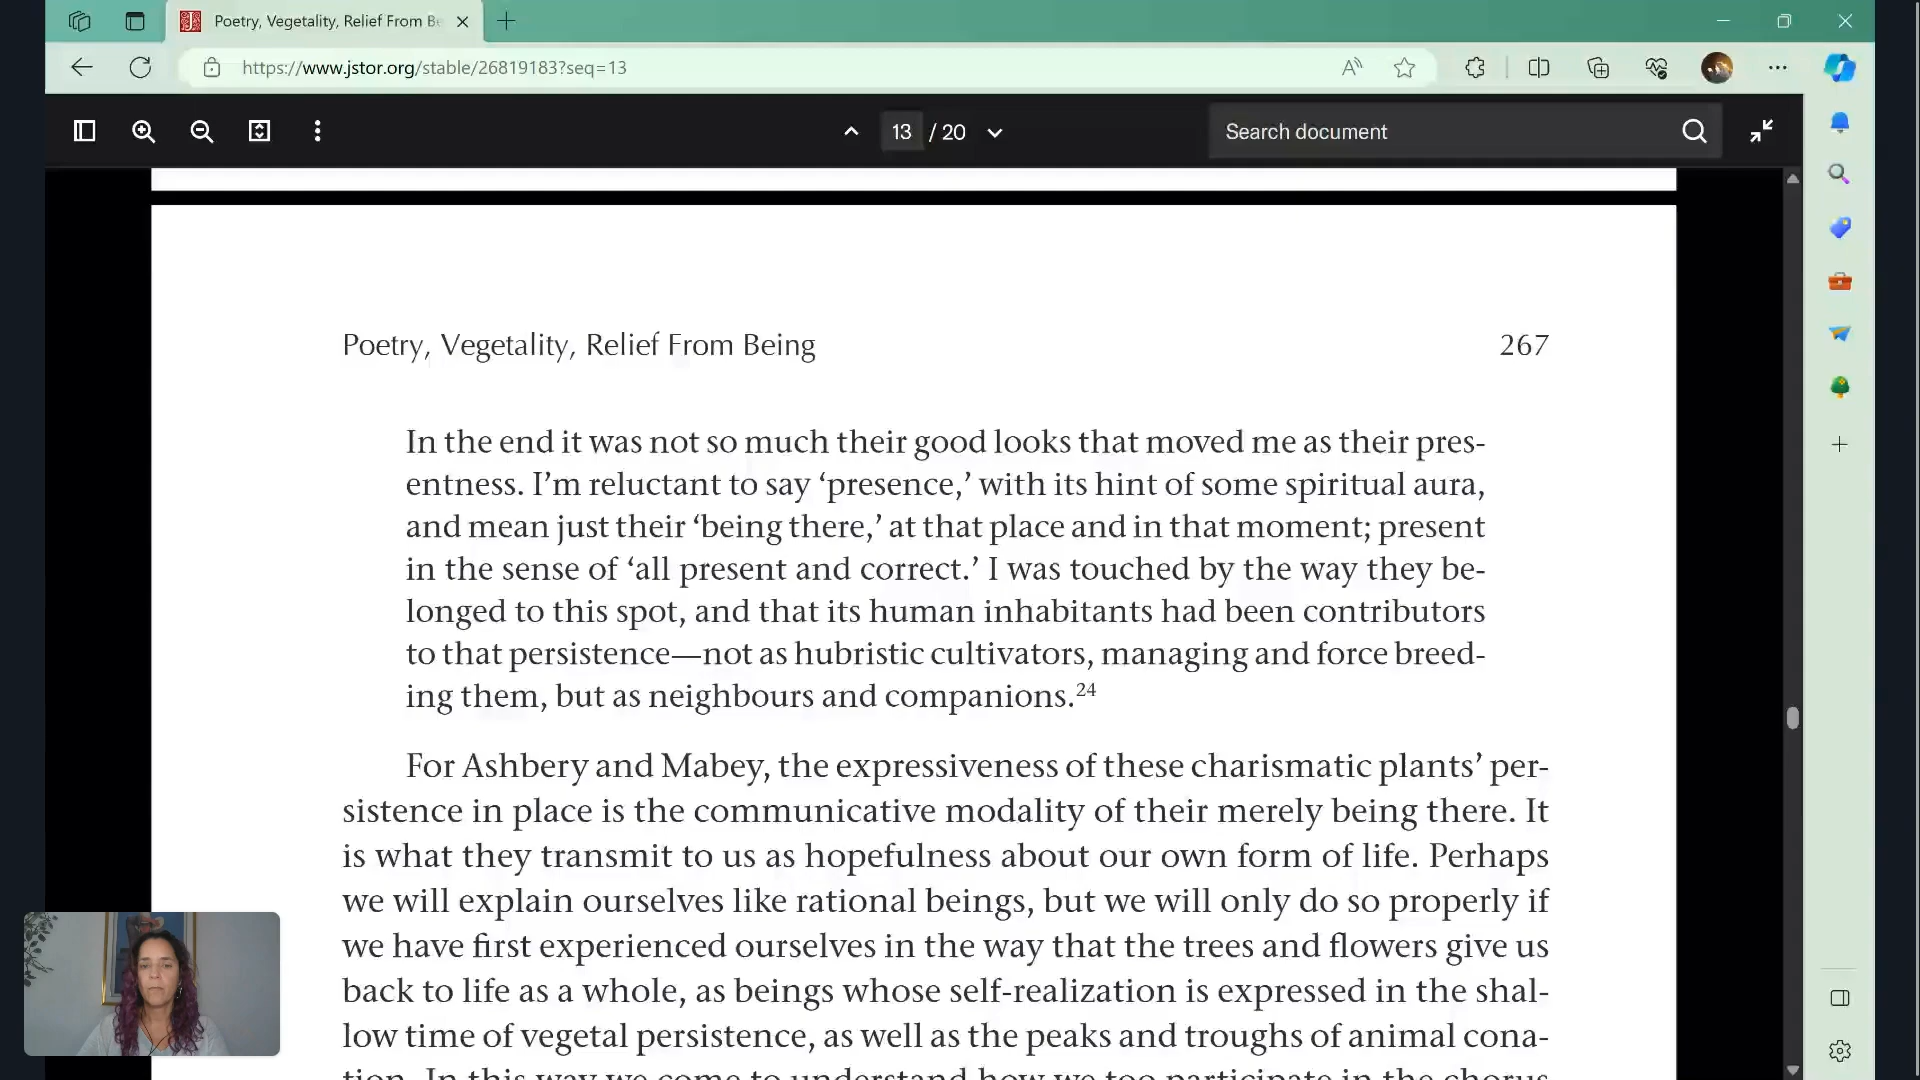 Poetry, Vegetality, Relief From Be
https://www.jstor.org/stable/26819183?seq=13
13 / 20
Search document
Poetry, Vegetality, Relief From Being 267
In the end it was not so much their good looks that moved me as their pres-
entness. I’m reluctant to say ‘presence,’ with its hint of some spiritual aura,
and mean just their ‘being there,’ at that place and in that moment; present
in the sense of ‘all present and correct.’ I was touched by the way they be-
longed to this spot, and that its human inhabitants had been contributors
to that persistence—not as hubristic cultivators, managing and force breed-
ing them, but as neighbours and companions.24
For Ashbery and Mabey, the expressiveness of these charismatic plants’ per-
sistence in place is the communicative modality of their merely being there. It
is what they transmit to us as hopefulness about our own form of life. Perhaps
we will explain ourselves like rational beings, but we will only do so properly if
we have first experienced ourselves in the way that the trees and flowers give us
back to life as a whole, as beings whose self-realization is expressed in the shal-
low time of vegetal persistence, as well as the peaks and troughs of animal cona-
tion. In this way we come to understand how we too participate in the chorus